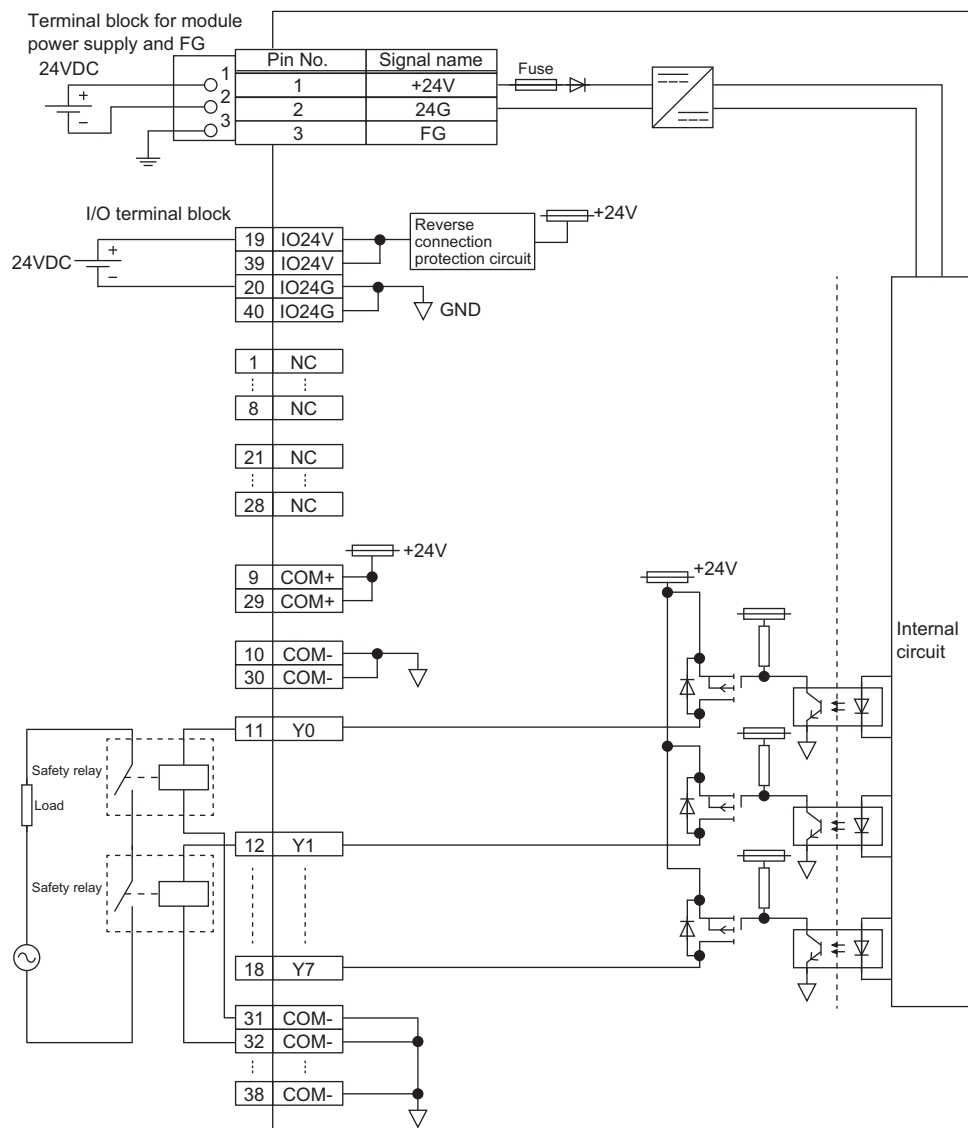 Terminal block for module
power supply and FG
24VDC
+
−
1
2
3
Pin No. Signal name
1 +24V
2 24G
3 FG
Fuse
I/O terminal block
24VDC
+
−
19 IO24V
39 IO24V
20 IO24G
40 IO24G
Reverse
connection
protection circuit
+24V
GND
1 NC
8 NC
21 NC
28 NC
+24V
9 COM+
29 COM+
10 COM-
30 COM-
+24V
Internal
circuit
11 Y0
Safety relay
Load
12 Y1
Safety relay
18 Y7
31 COM-
32 COM-
38 COM-